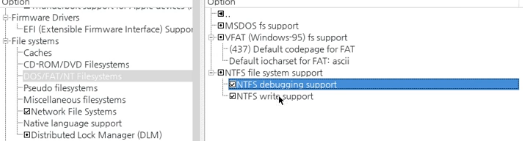 Option
Firmware Drivers
EFI (Extensible Firmware Interface) Suppor
File systems
Caches
CD-ROM/DVD Filesystems
DOS/FAT/NT Filesystems
Pseudo filesystems
Miscellaneous filesystems
Network File Systems
Native language support
Distributed Lock Manager (DLM)
Option
..
MSDOS fs support
VFAT (Windows-95) fs support
(437) Default codepage for FAT
Default iocharset for FAT: ascii
NTFS file system support
NTFS debugging support
NTFS write support